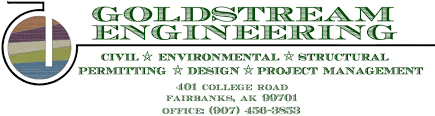 GOLDSTREAM
ENGINEERING
CIVIL ☆ ENVIRONMENTAL ☆ STRUCTURAL
PERMITTING ☆ DESIGN ☆ PROJECT MANAGEMENT
401 COLLEGE ROAD
FAIRBANKS, AK 99701
OFFICE: (907) 456-3853